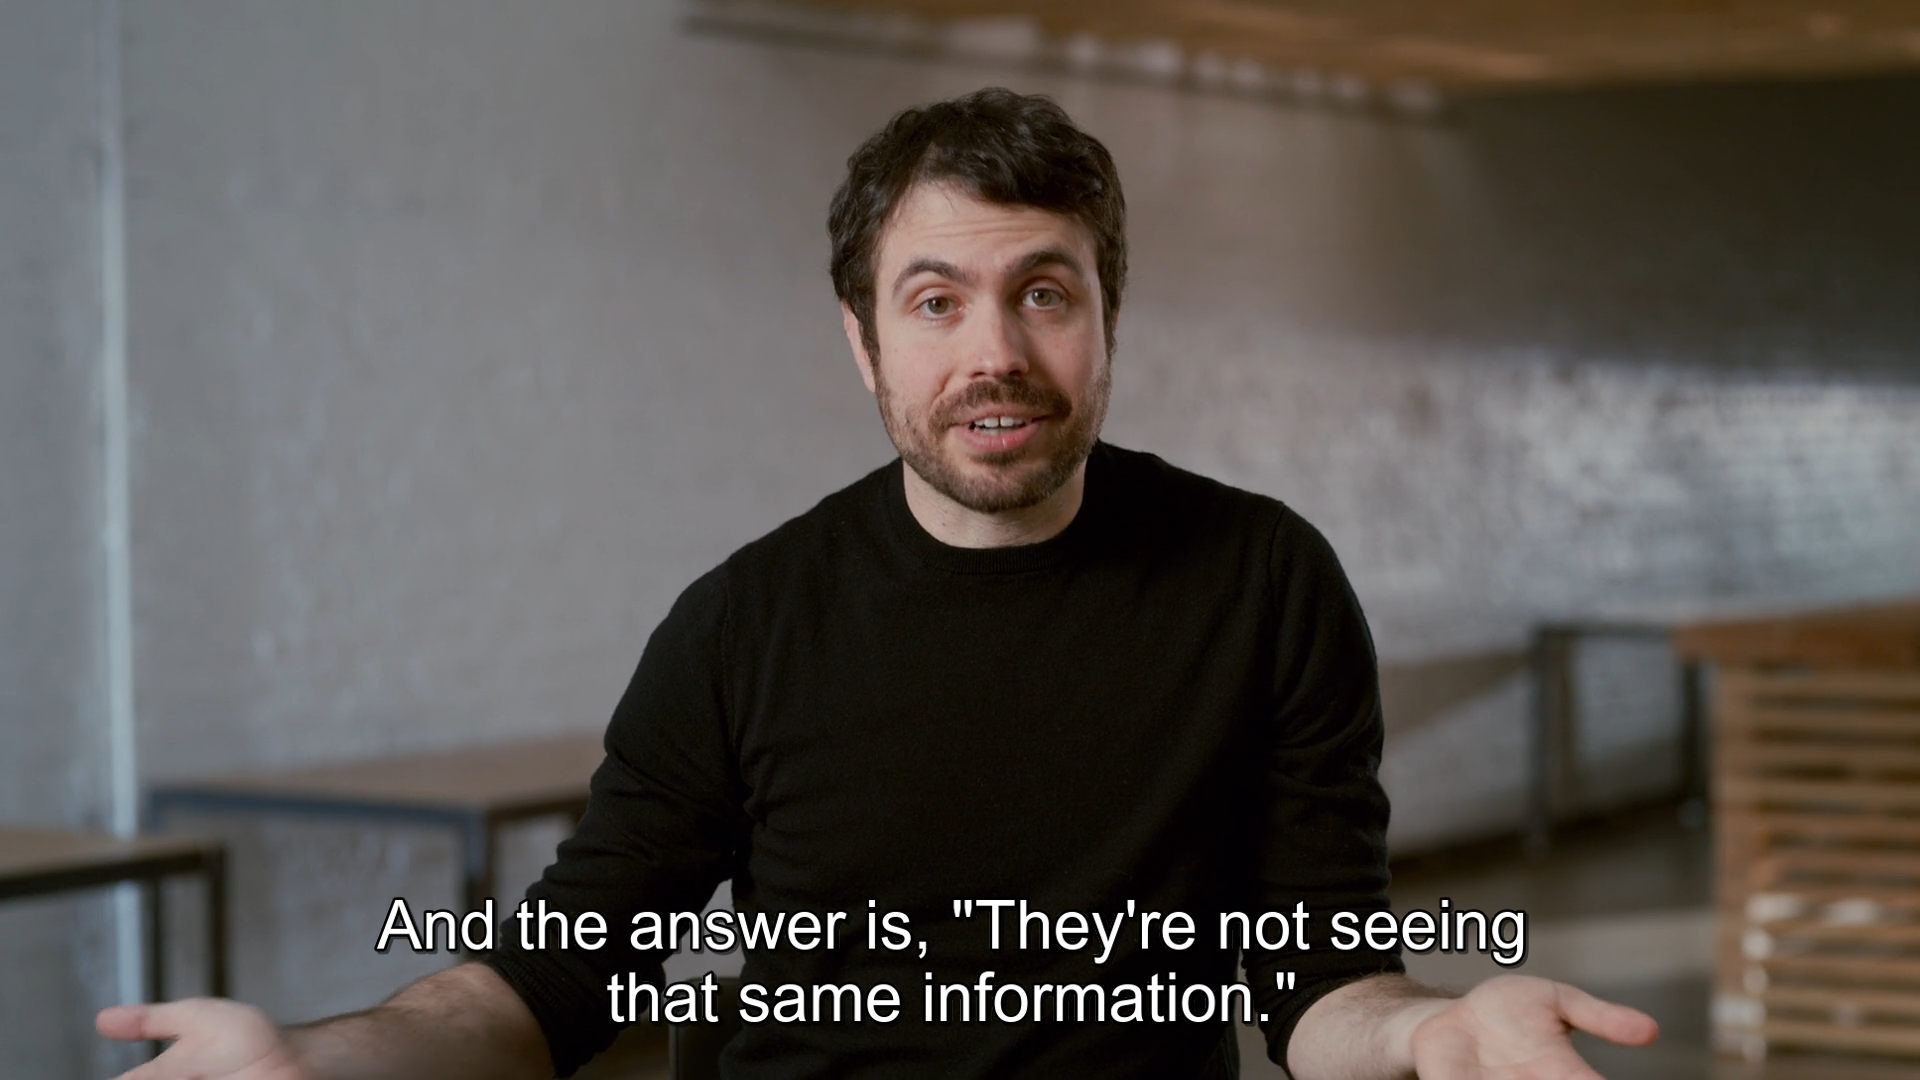 And the answer is, "They're not seeing
that same information."